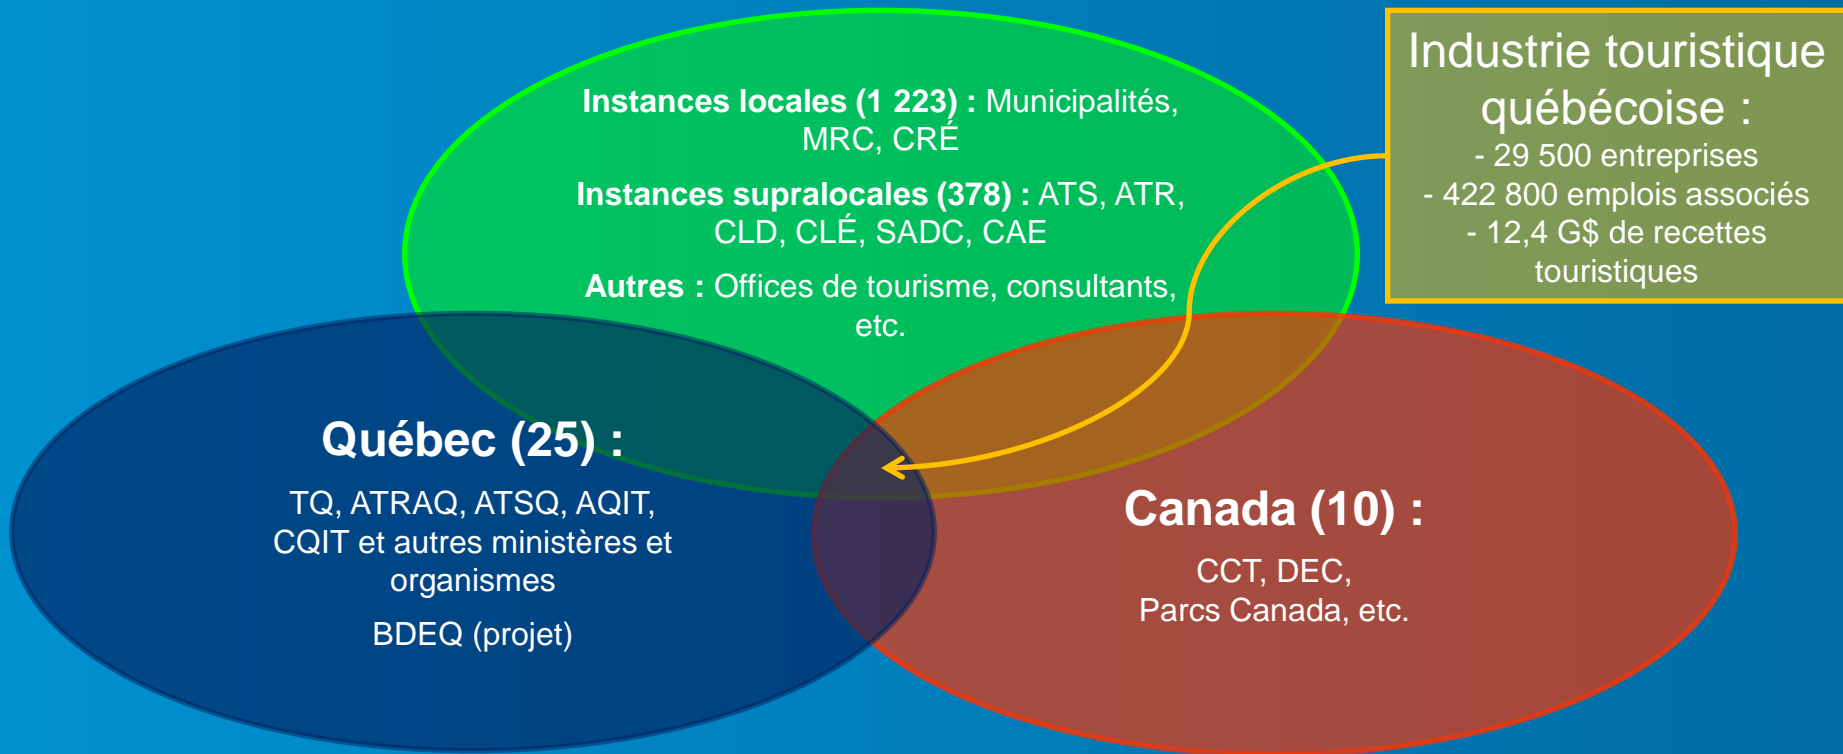 Instances locales (1 223) : Municipalités,
MRC, CRÉ
Instances supralocales (378) : ATS, ATR,
CLD, CLÉ, SADC, CAE
Autres : Offices de tourisme, consultants,
etc.
Industrie touristique
québécoise :
- 29 500 entreprises
- 422 800 emplois associés
- 12,4 G$ de recettes
touristiques
Québec (25) :
TQ, ATRAQ, ATSQ, AQIT,
CQIT et autres ministères et
organismes
BDEQ (projet)
Canada (10) :
CCT, DEC,
Parcs Canada, etc.